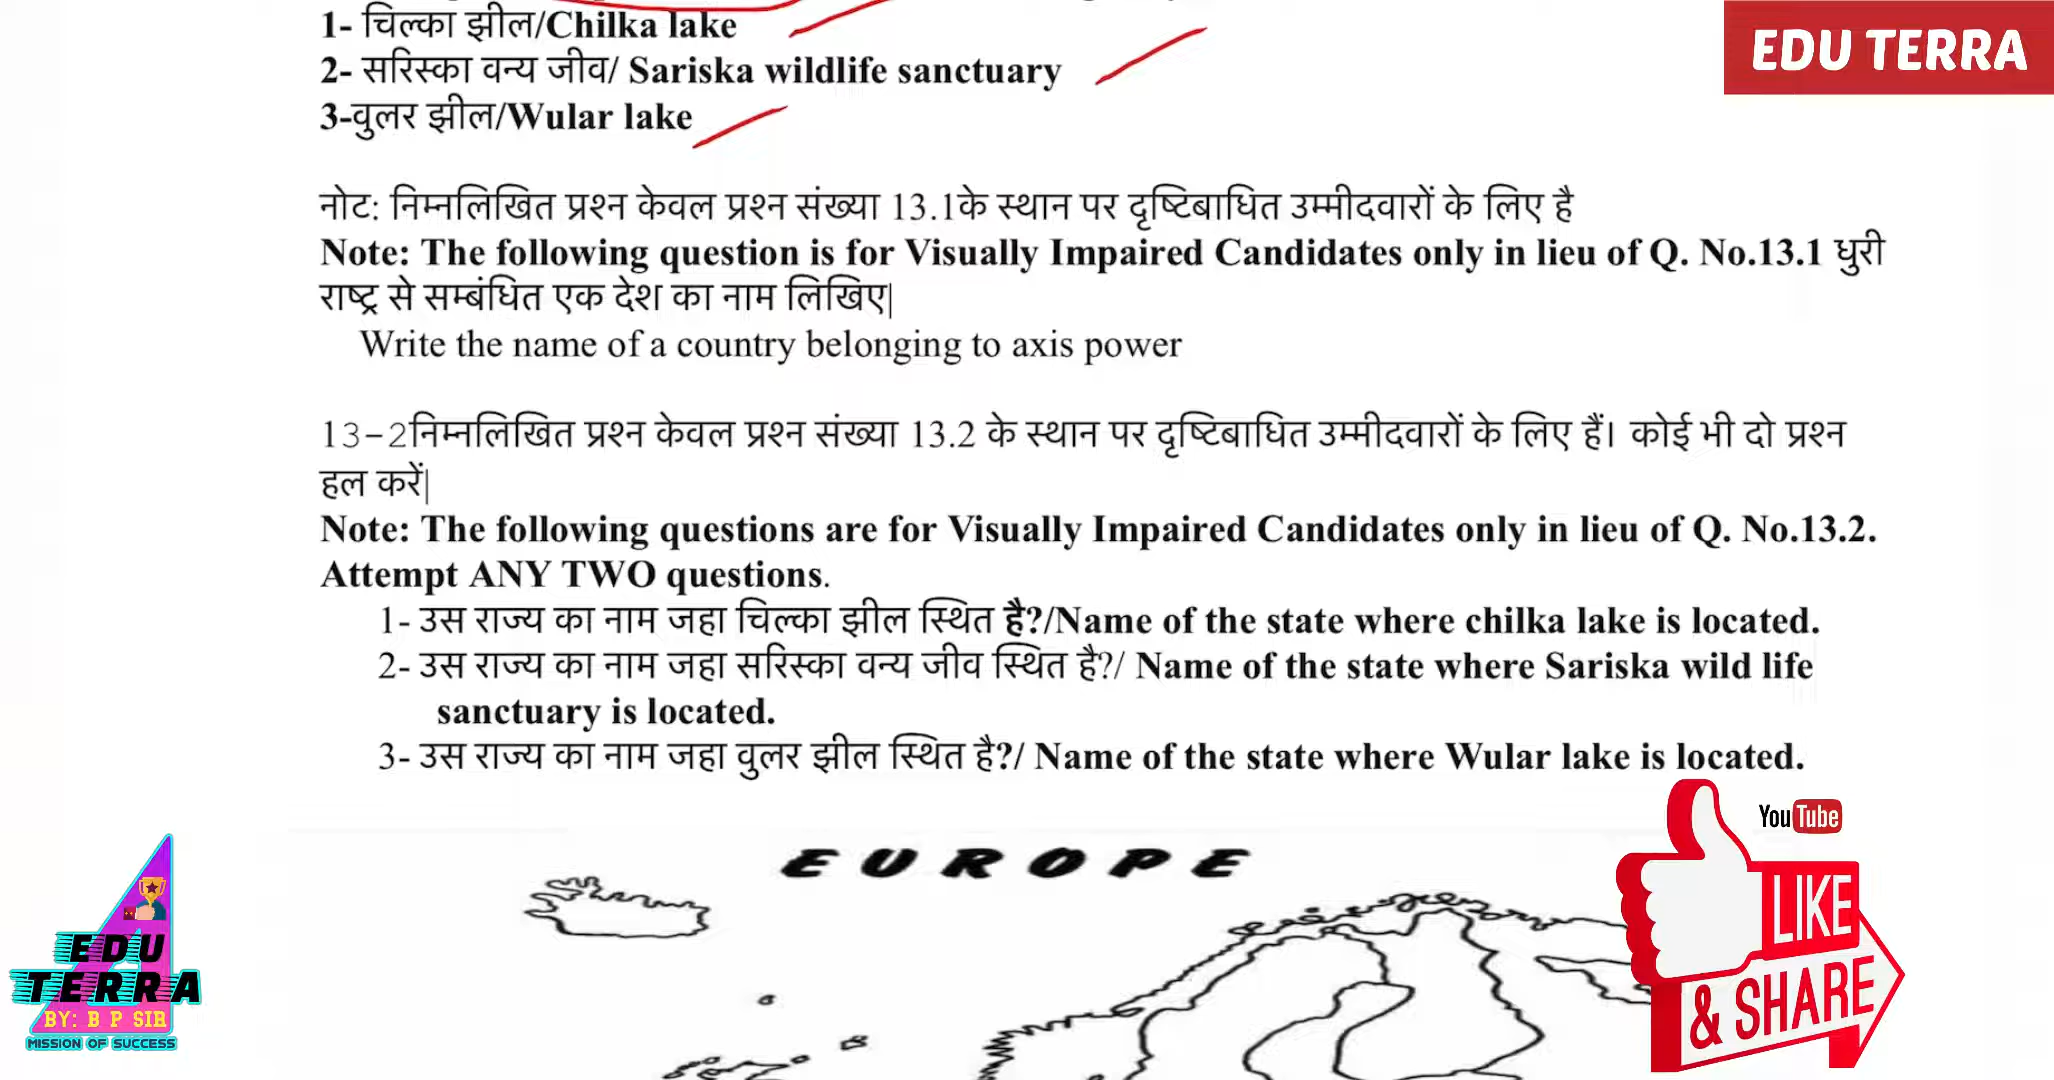 1- चिल्का झील/Chilka lake
2- सरिस्का वन्य जीव/ Sariska wildlife sanctuary
3-वुलर झील/Wular lake
EDU TERRA
नोट: निम्नलिखित प्रश्न केवल प्रश्न संख्या 13.1के स्थान पर दृष्टिबाधित उम्मीदवारों के लिए है
Note: The following question is for Visually Impaired Candidates only in lieu of Q. No.13.1 धुरी
राष्ट्र से सम्बंधित एक देश का नाम लिखिए|
Write the name of a country belonging to axis power
13-2निम्नलिखित प्रश्न केवल प्रश्न संख्या 13.2 के स्थान पर दृष्टिबाधित उम्मीदवारों के लिए हैं। कोई भी दो प्रश्न
हल करें|
Note: The following questions are for Visually Impaired Candidates only in lieu of Q. No.13.2.
Attempt ANY TWO questions.
1- उस राज्य का नाम जहा चिल्का झील स्थित है?/Name of the state where chilka lake is located.
2- उस राज्य का नाम जहा सरिस्का वन्य जीव स्थित है?/ Name of the state where Sariska wild life
sanctuary is located.
3- उस राज्य का नाम जहा वुलर झील स्थित है?/ Name of the state where Wular lake is located.
EUROPE
YouTube
LIKE
& SHARE
EDU
TERRA
BY: B P SIR
MISSION OF SUCCESS